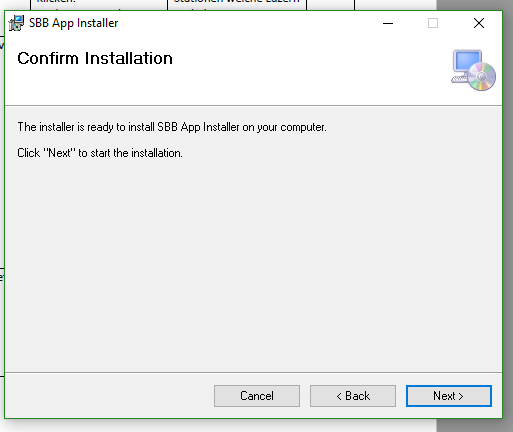 Klicken.
Stationen welche Luzern
SBB App Installer
Confirm Installation
The installer is ready to install SBB App Installer on your computer.
Click "Next" to start the installation.
Cancel
< Back
Next >